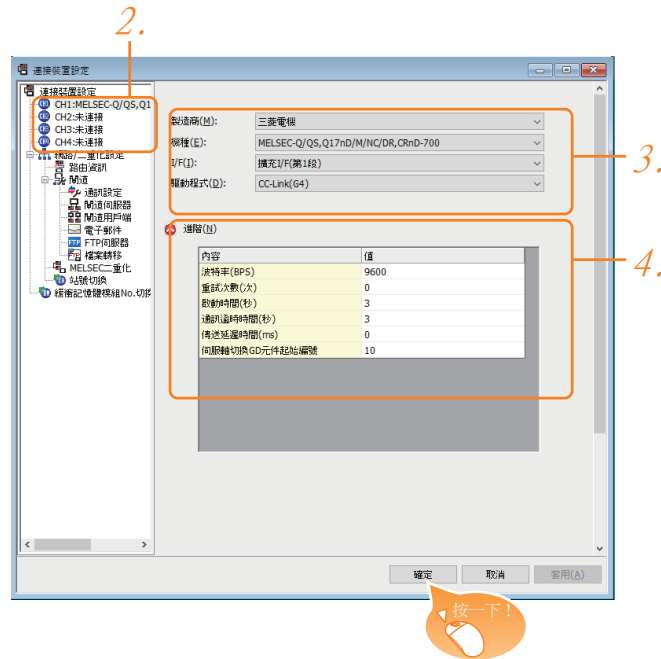 2.
連接裝置設定
連接裝置設定
CH1:MELSEC-Q/QS,Q1
CH2:未連接
CH3:未連接
CH4:未連接
網路/二重化設定
路由資訊
閘道
通訊設定
閘道伺服器
閘道用戶端
電子郵件
FTP伺服器
檔案轉移
MELSEC二重化
站號切換
緩衝記憶體模組No.切換
製造商(M): 三菱電機
機種(E): MELSEC-Q/QS,Q17nD/M/NC/DR,CRnD-700
I/F(I): 擴充I/F(第1段)
驅動程式(D): CC-Link(G4)
3.
進階(N)
4.
內容 值
波特率(BPS) 9600
重試次數(次) 0
啟動時間(秒) 3
通訊逾時時間(秒) 3
傳送延遲時間(ms) 0
伺服軸切換GD元件起始編號 10
確定 取消 套用(A)
按一下!